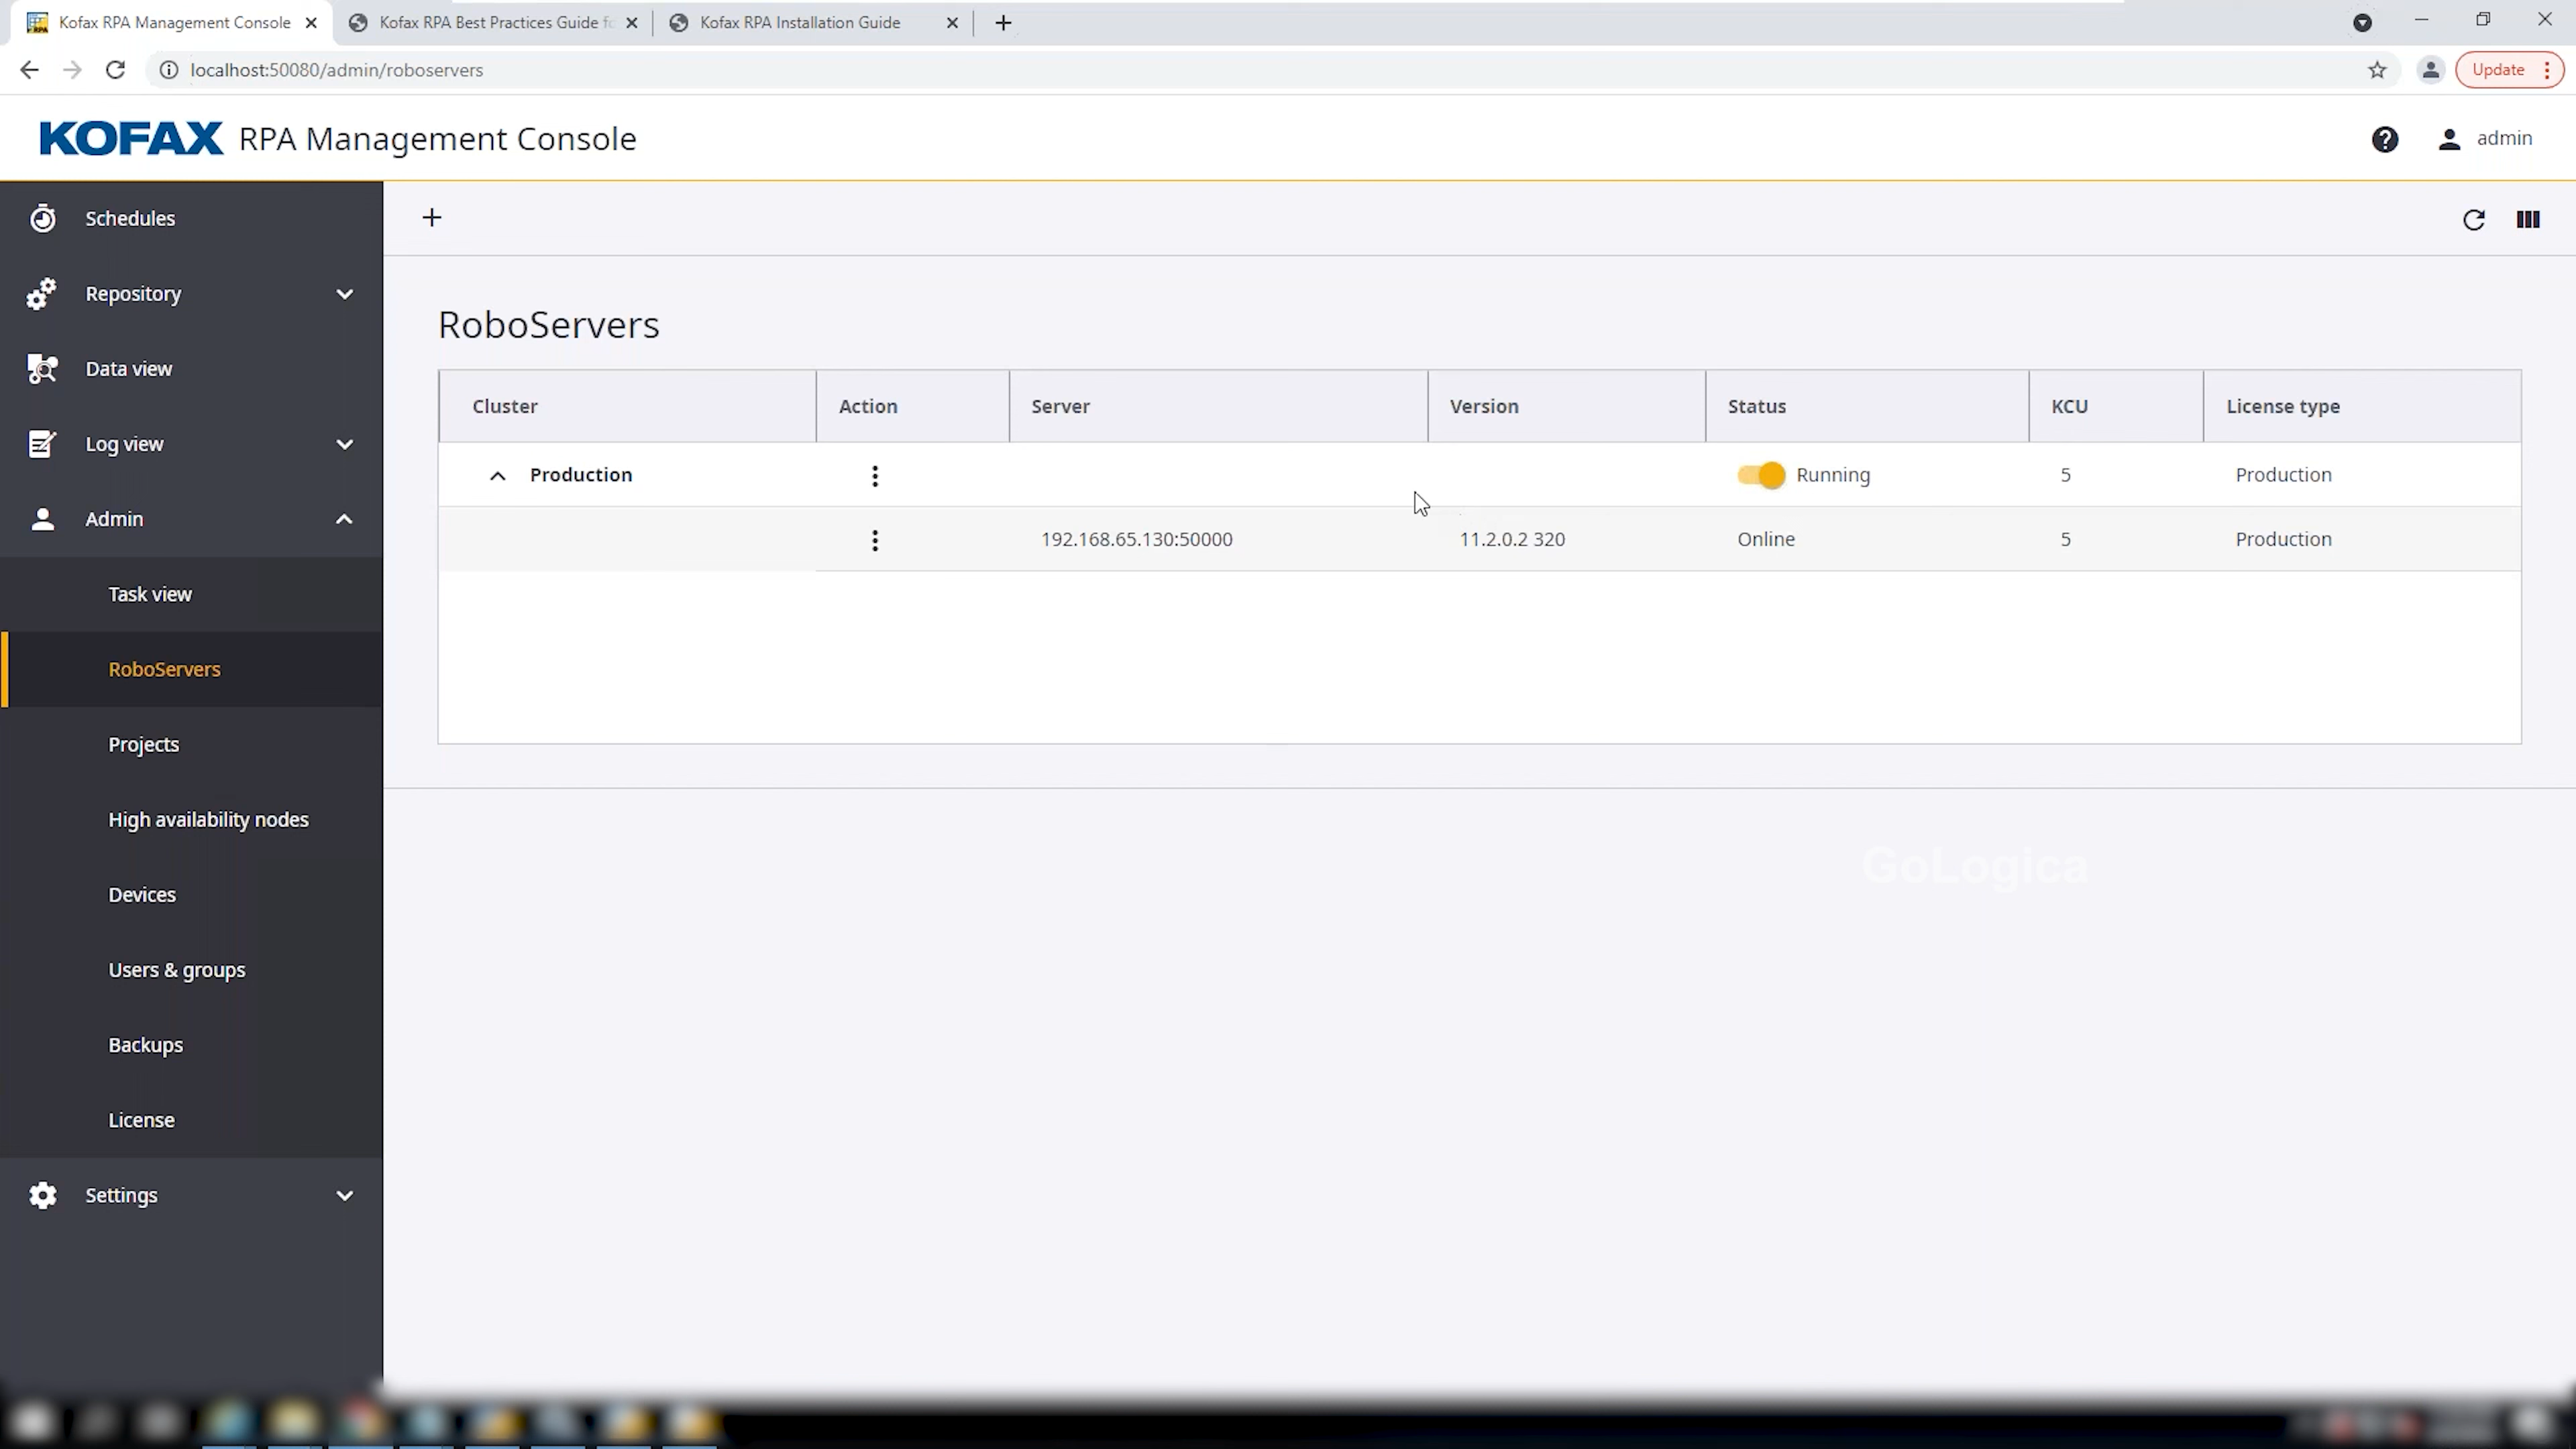 Kofax RPA Management Console
Kofax RPA Best Practices Guide fo
Kofax RPA Installation Guide
localhost:50080/admin/roboservers
Update
KOFAX RPA Management Console
admin
Schedules
Repository
Data view
Log view
Admin
Task view
RoboServers
Projects
High availability nodes
Devices
Users & groups
Backups
License
Settings
RoboServers
Cluster Action Server Version Status KCU License type
Production Running 5 Production
192.168.65.130:50000 11.2.0.2 320 Online 5 Production
GoLogica